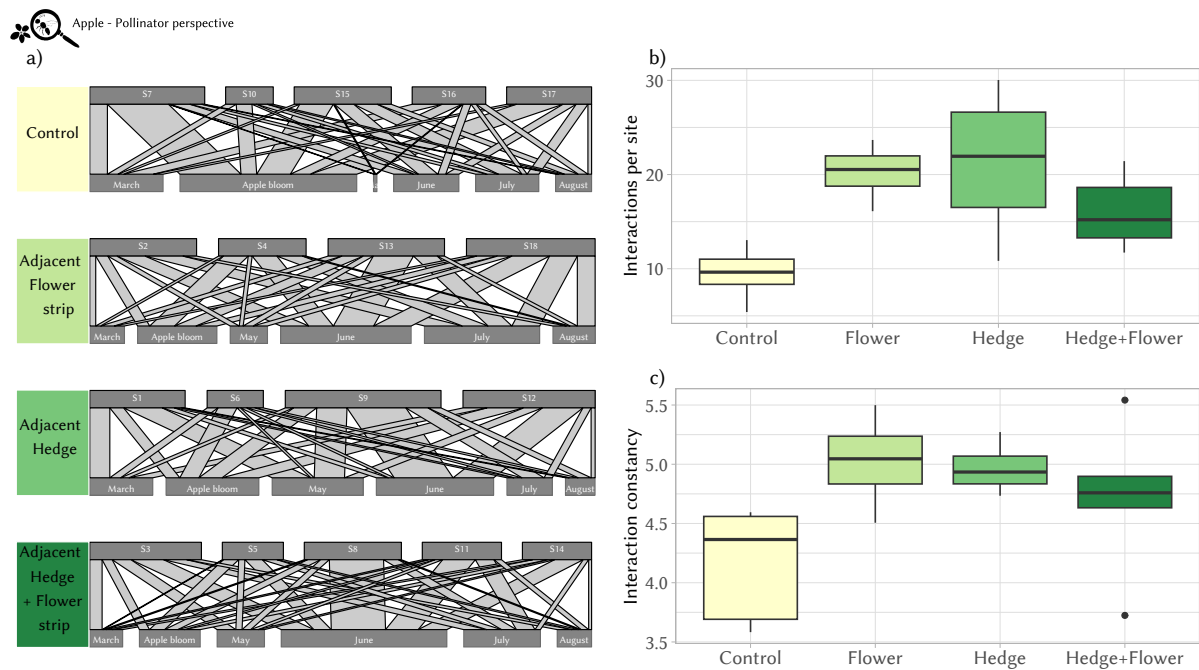 Apple - Pollinator perspective
a)
Control
S7 S10 S15 S16 S17
March Apple bloom June July August
Adjacent
Flower
strip
S2 S4 S13 S18
March Apple bloom May June July August
Adjacent
Hedge
S1 S6 S9 S12
March Apple bloom May June July August
Adjacent
Hedge
+ Flower
strip
S3 S5 S8 S11 S14
March Apple bloom May June July August
b)
Interactions per site
30
20
10
Control Flower Hedge Hedge+Flower
c)
Interaction constancy
5.5
5.0
4.5
4.0
3.5
Control Flower Hedge Hedge+Flower